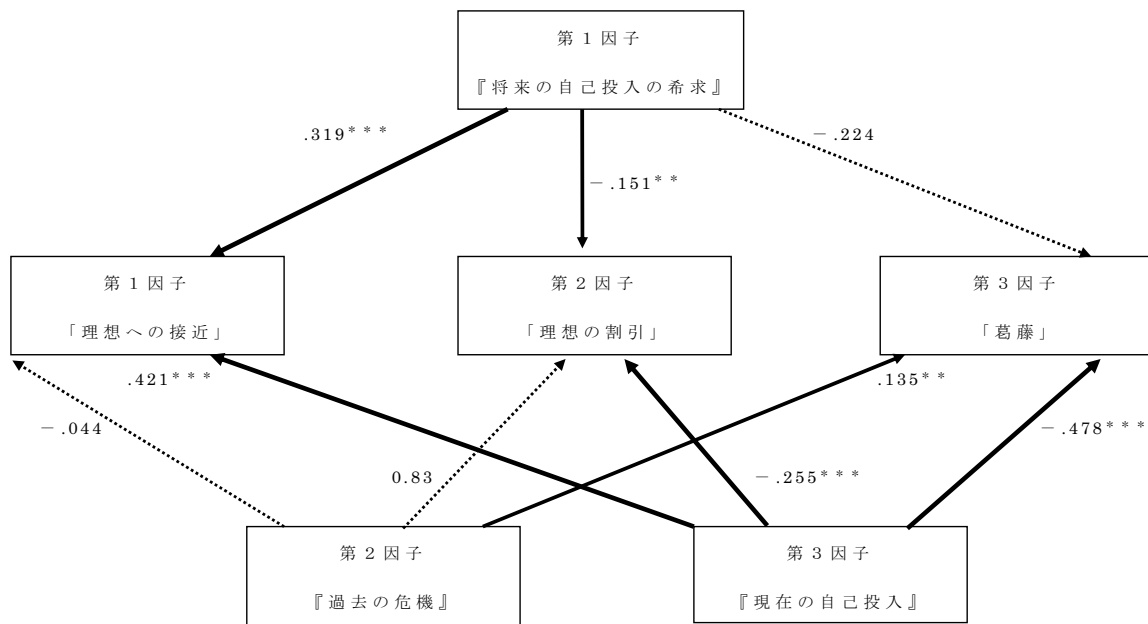 第１因子
『将来の自己投入の希求』
.319***
－.224
－.151**
第１因子
「理想への接近」
第２因子
「理想の割引」
第３因子
「葛藤」
.421***
.135**
－.044
－.478***
0.83
－.255***
第２因子
『過去の危機』
第３因子
『現在の自己投入』